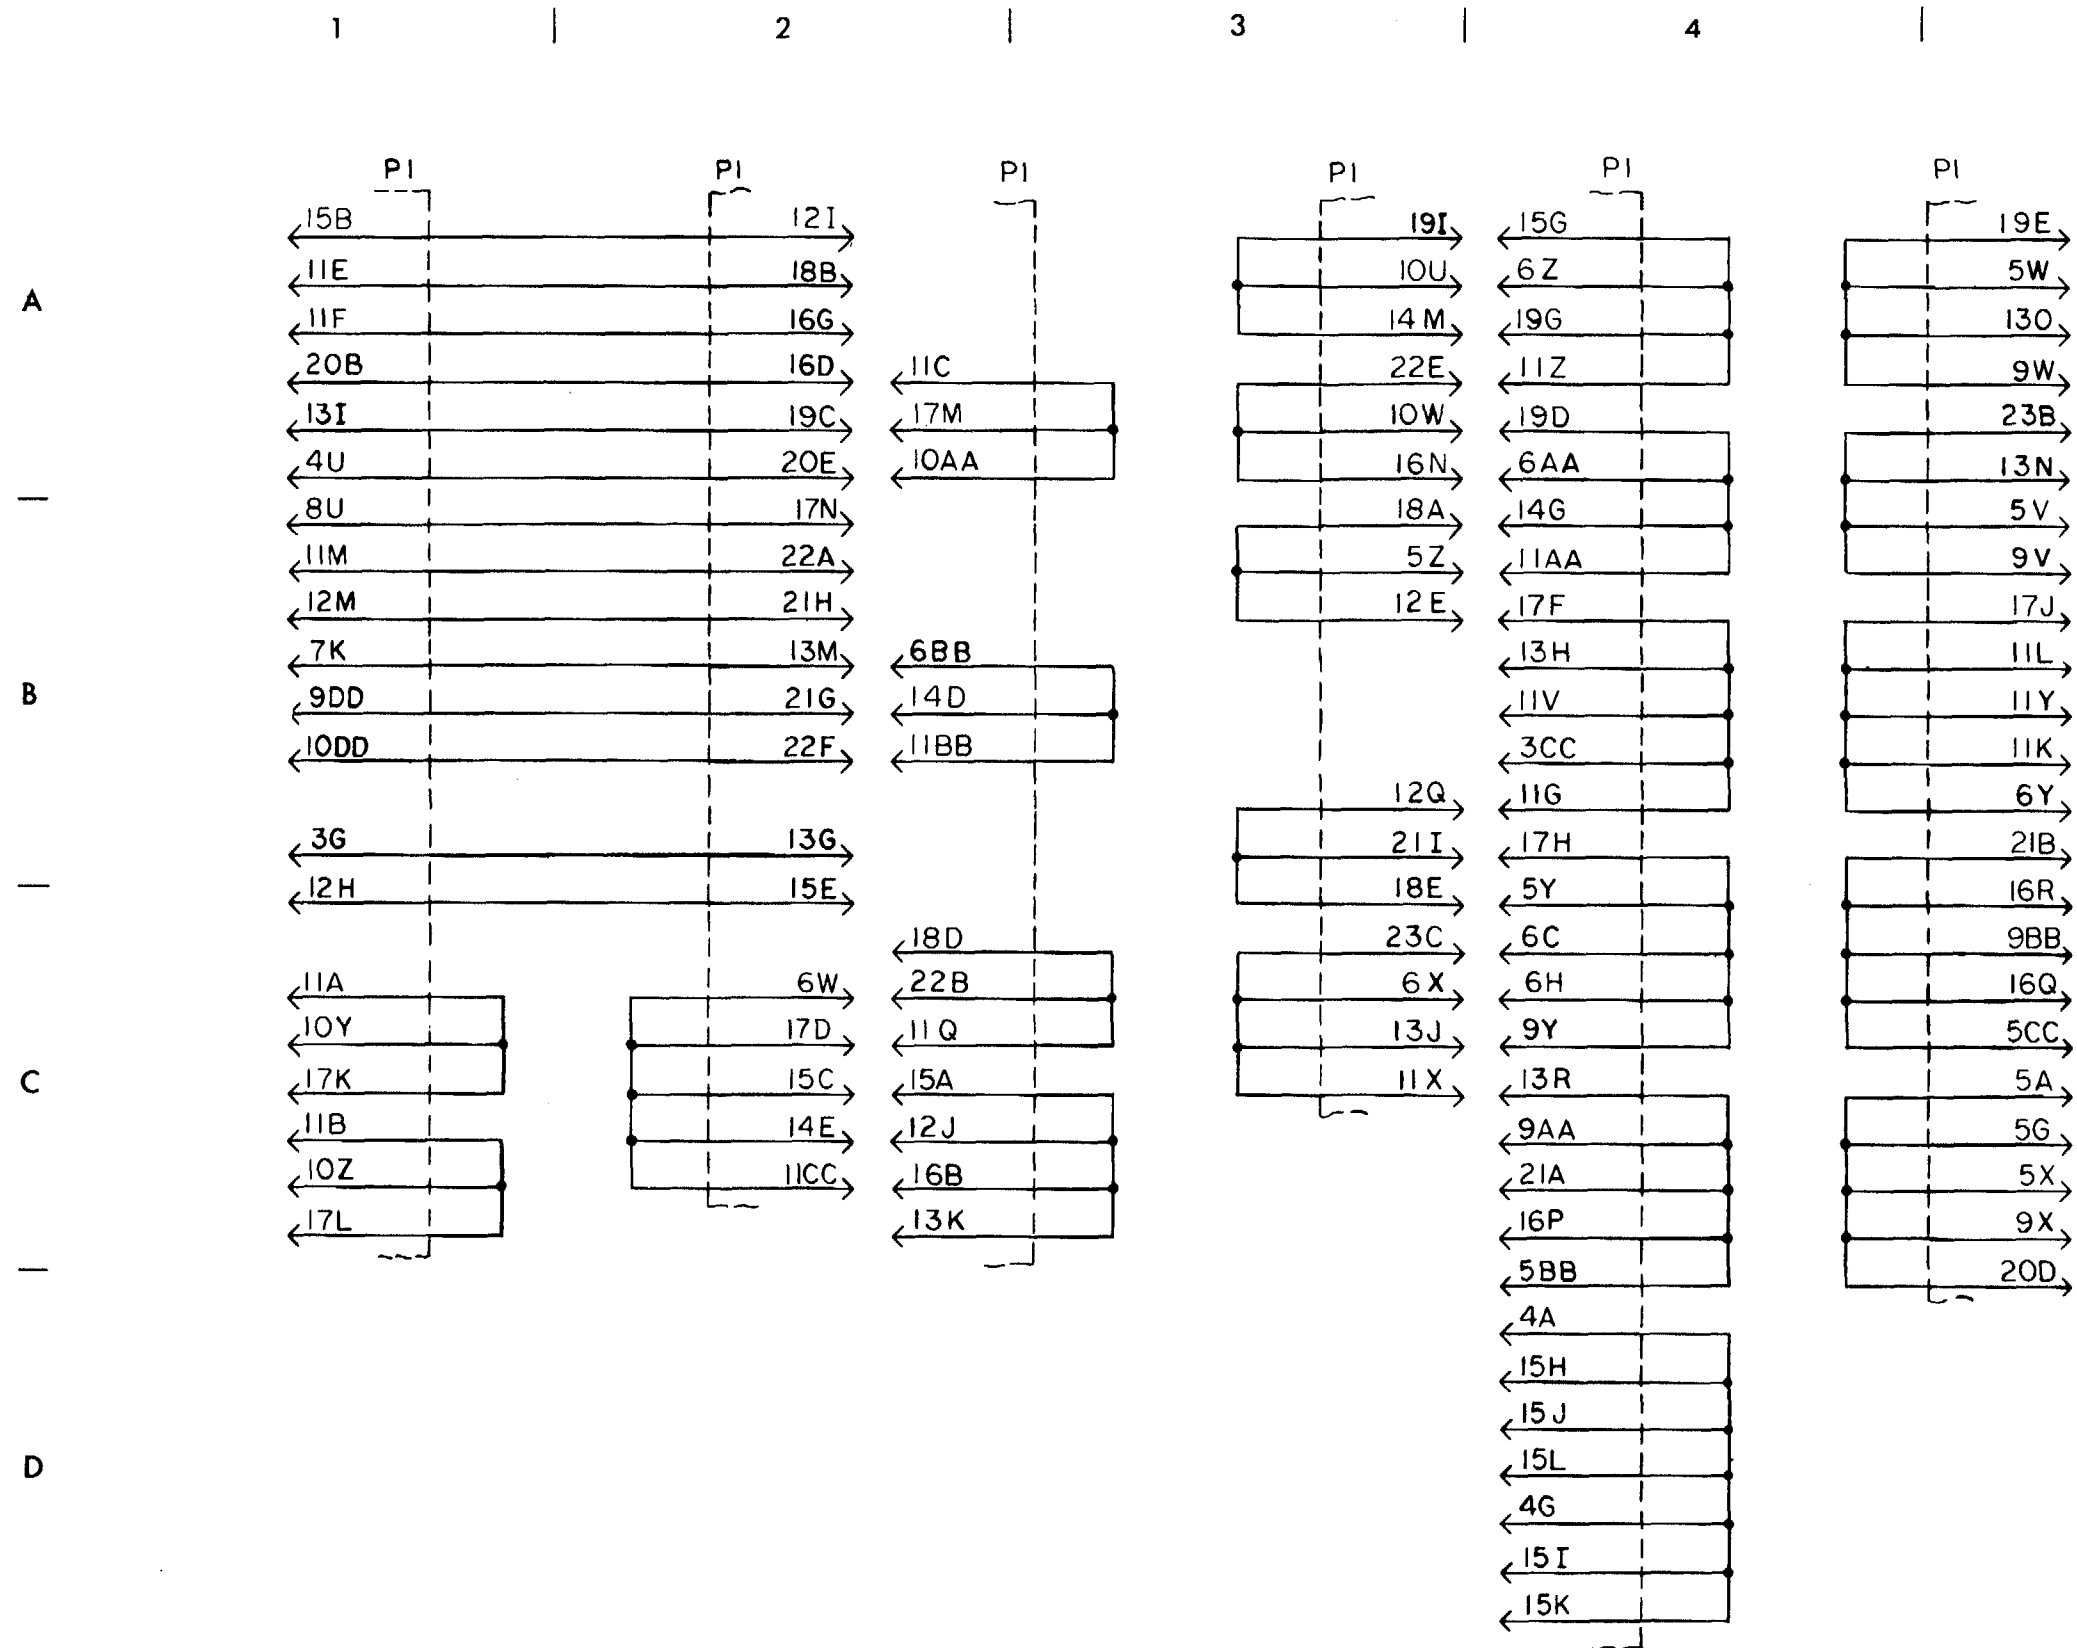 1 2 3 4
P1 P1 P1 P1 P1 P1
15B 12I 19I 15G 19E
11E 18B 10U 6Z 5W
A
11F 16G 14M 19G 130
20B 16D 11C 22E 11Z 9W
13I 19C 17M 10W 19D 23B
4U 20E 10AA 16N 6AA 13N
8U 17N 18A 14G 5V
11M 22A 5Z 11AA 9V
12M 21H 12E 17F 17J
7K 13M 6BB 13H 11L
B
9DD 21G 14D 11V 11Y
10DD 22F 11BB 3CC 11K
12Q 11G 6Y
3G 13G 21I 17H 21B
12H 15E 18E 5Y 16R
18D 23C 6C 9BB
11A 6W 22B 6X 6H 16Q
10Y 17D 11Q 13J 9Y 5CC
C
17K 15C 15A 11X 13R 5A
11B 14E 12J 9AA 5G
10Z 11CC 16B 21A 5X
17L 13K 16P 9X
5BB 20D
4A
15H
15J
D
15L
4G
15I
15K